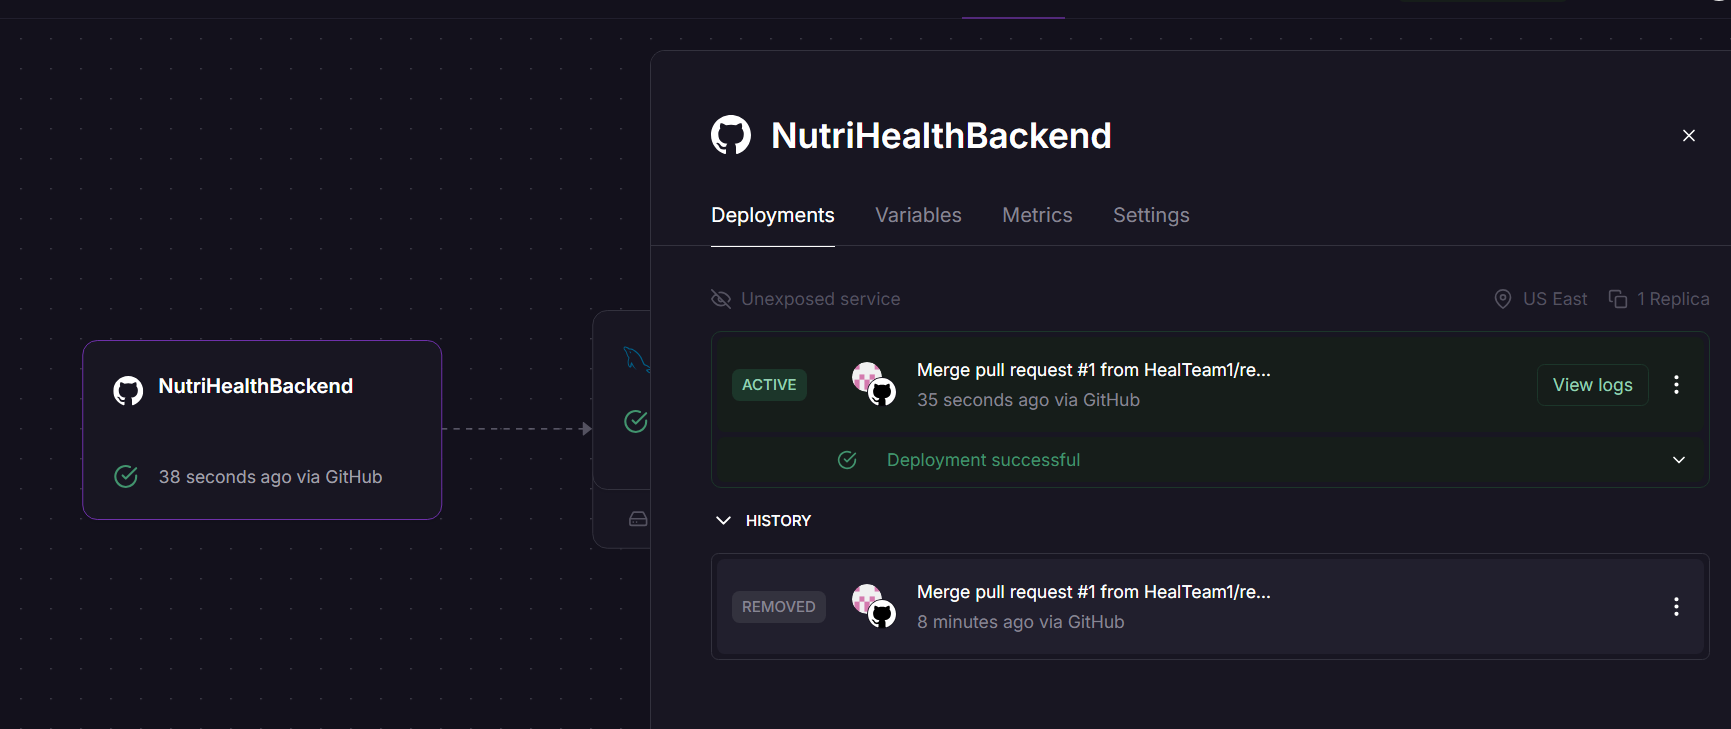 NutriHealthBackend
Deployments Variables Metrics Settings
Unexposed service US East 1 Replica
ACTIVE
Merge pull request #1 from HealTeam1/re...
35 seconds ago via GitHub
View logs
Deployment successful
HISTORY
REMOVED
Merge pull request #1 from HealTeam1/re...
8 minutes ago via GitHub
NutriHealthBackend
38 seconds ago via GitHub